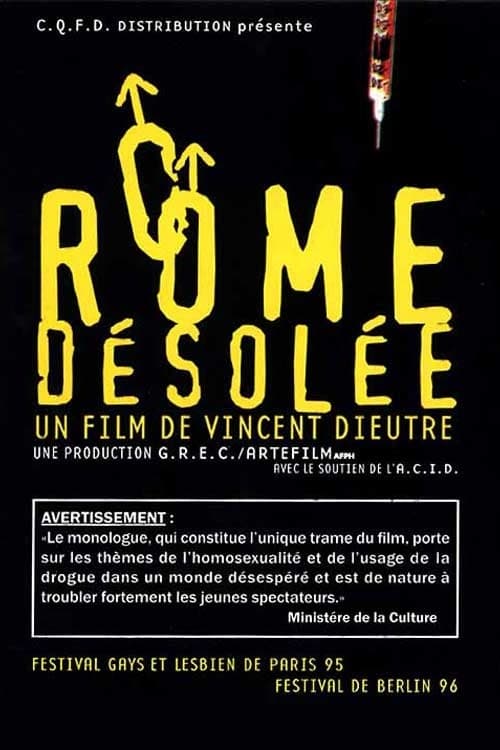 C.Q.F.D. DISTRIBUTION présente
ROME
DÉSOLÉE
UN FILM DE VINCENT DIEUTRE
UNE PRODUCTION G.R.E.C./ARTEFILM AFPH
AVEC LE SOUTIEN DE L'A.C.I.D.
AVERTISSEMENT :
«Le monologue, qui constitue l'unique trame du film, porte
sur les thèmes de l'homosexualité et de l'usage de la
drogue dans un monde désespéré et est de nature à
troubler fortement les jeunes spectateurs.»
Ministére de la Culture
FESTIVAL GAYS ET LESBIEN DE PARIS 95
FESTIVAL DE BERLIN 96